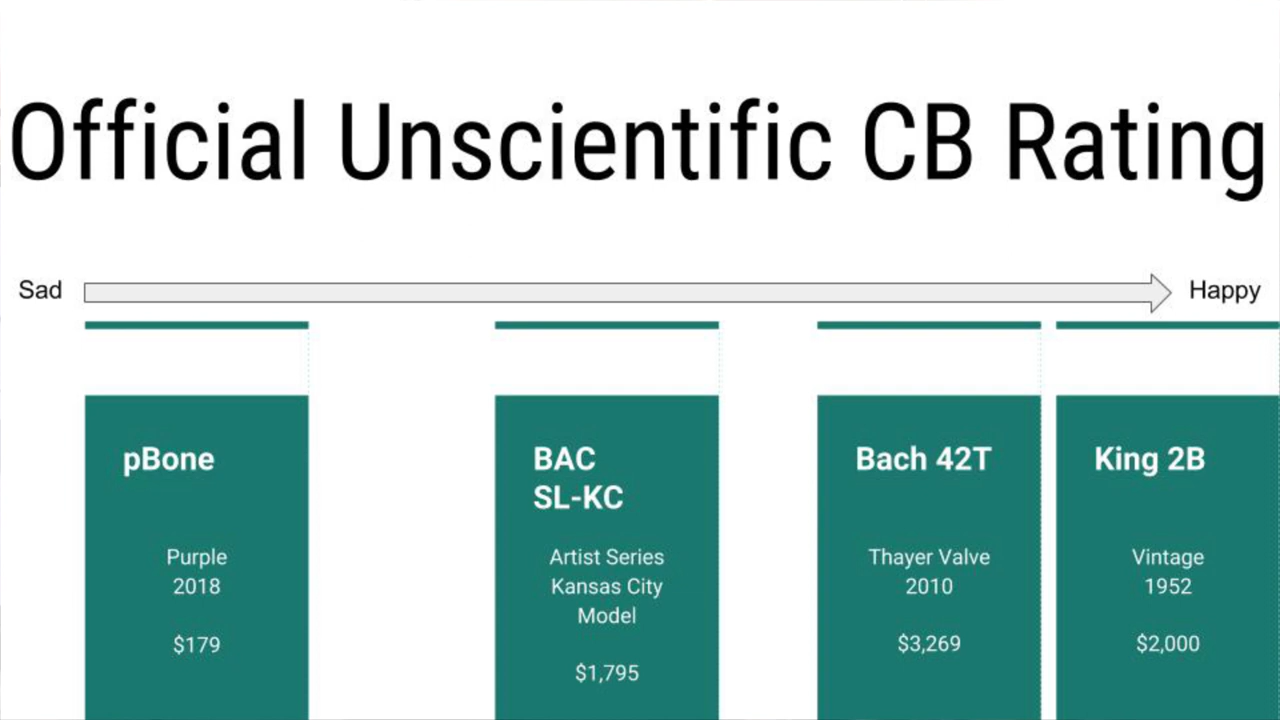 Official Unscientific CB Rating
Sad
Happy
pBone
Purple
2018
$179
BAC
SL-KC
Artist Series
Kansas City
Model
$1,795
Bach 42T
Thayer Valve
2010
$3,269
King 2B
Vintage
1952
$2,000